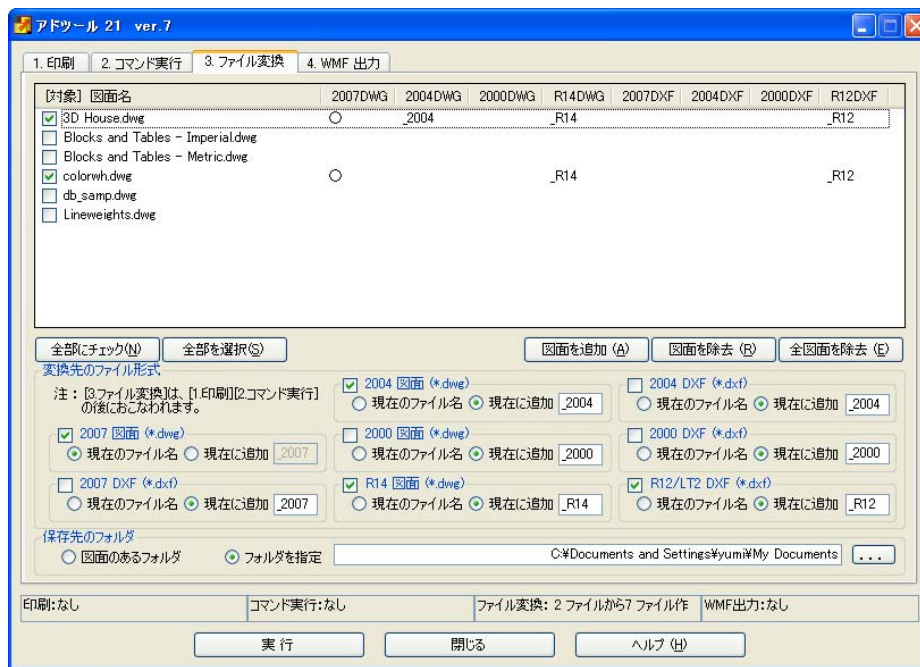 アドツール 21 ver.7
1. 印刷 2. コマンド実行 3. ファイル変換 4. WMF 出力
[対象] 図面名 2007DWG 2004DWG 2000DWG R14DWG 2007DXF 2004DXF 2000DXF R12DXF
3D House.dwg ○ _2004 _R14 _R12
Blocks and Tables - Imperial.dwg
Blocks and Tables - Metric.dwg
colorwh.dwg ○ _R14 _R12
db_samp.dwg
Lineweights.dwg
全部にチェック(N) 全部を選択(S) 図面を追加 (A) 図面を除去 (R) 全図面を除去 (E)
変換先のファイル形式
注: [3.ファイル変換]は、[1.印刷][2.コマンド実行]
の後におこなわれます。
2004 図面 (*.dwg)
現在のファイル名 現在に追加 _2004
2004 DXF (*.dxf)
現在のファイル名 現在に追加 _2004
2007 図面 (*.dwg)
現在のファイル名 現在に追加 _2007
2000 図面 (*.dwg)
現在のファイル名 現在に追加 _2000
2000 DXF (*.dxf)
現在のファイル名 現在に追加 _2000
2007 DXF (*.dxf)
現在のファイル名 現在に追加 _2007
R14 図面 (*.dwg)
現在のファイル名 現在に追加 _R14
R12/LT2 DXF (*.dxf)
現在のファイル名 現在に追加 _R12
保存先のフォルダ
図面のあるフォルダ フォルダを指定 C:¥Documents and Settings¥yumi¥My Documents ...
印刷:なし コマンド実行:なし ファイル変換: 2 ファイルから7 ファイル作 WMF出力:なし
実行 閉じる ヘルプ (H)